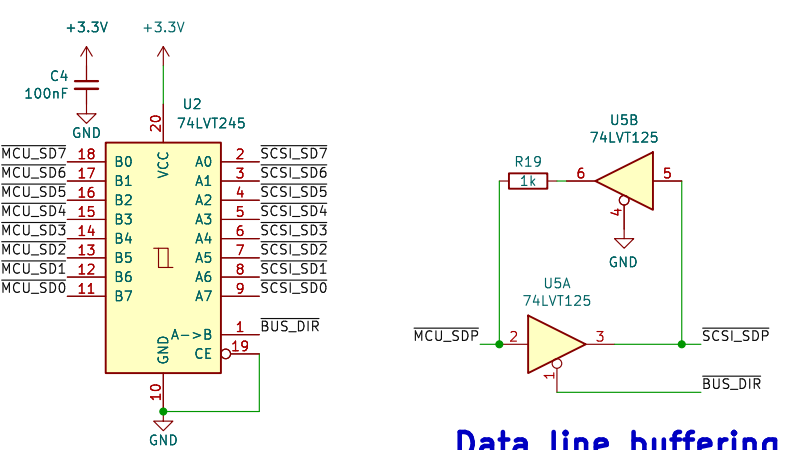 +3.3V
+3.3V
C4
100nF
GND
U2
74LVT245
20
VCC
MCU_SD7 18 B0 A0 2 SCSI_SD7
MCU_SD6 17 B1 A1 3 SCSI_SD6
MCU_SD5 16 B2 A2 4 SCSI_SD5
MCU_SD4 15 B3 A3 5 SCSI_SD4
MCU_SD3 14 B4 A4 6 SCSI_SD3
MCU_SD2 13 B5 A5 7 SCSI_SD2
MCU_SD1 12 B6 A6 8 SCSI_SD1
MCU_SD0 11 B7 A7 9 SCSI_SD0
A->B 1 BUS_DIR
CE 19
GND
10
GND
U5B
74LVT125
R19
1k
6
5
4
GND
U5A
74LVT125
MCU_SDP 2 3 SCSI_SDP
1
BUS_DIR
Data line buffering